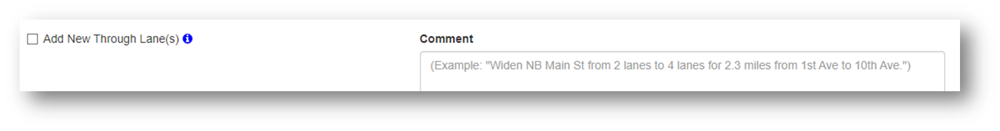 Add New Through Lane(s)
Comment
(Example: "Widen NB Main St from 2 lanes to 4 lanes for 2.3 miles from 1st Ave to 10th Ave.")